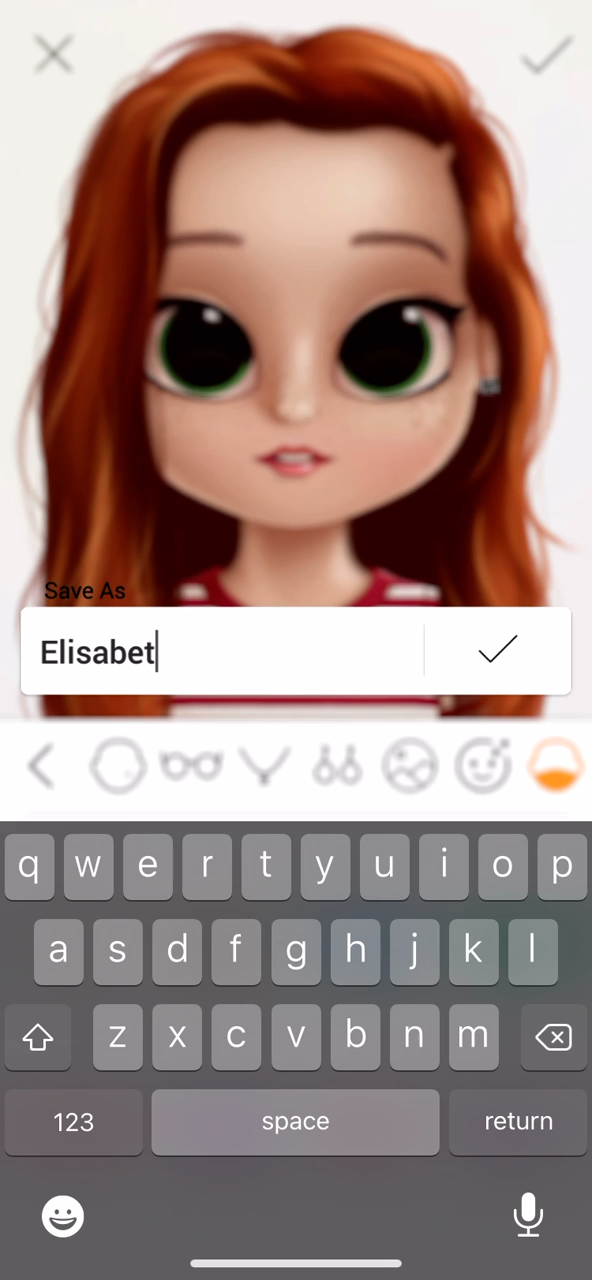 Save As
Elisabet
q w e r t y u i o p
a s d f g h j k l
z x c v b n m
123 space return